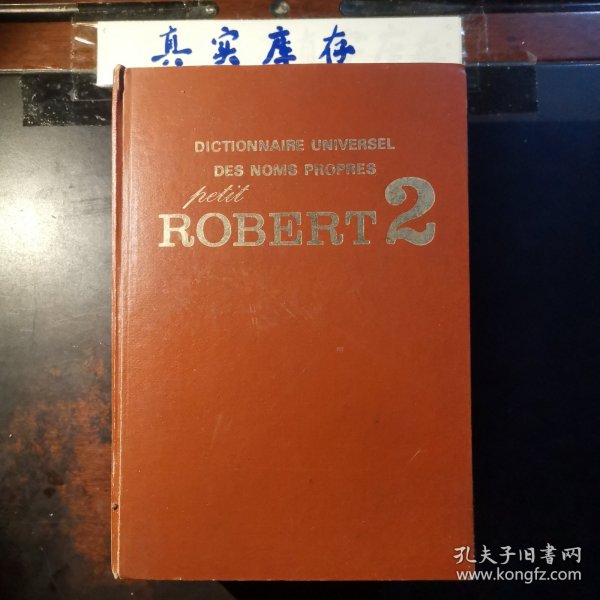 真实库存
DICTIONNAIRE UNIVERSEL
DES NOMS PROPRES
petit
ROBERT 2
孔夫子旧书网
www.kongfz.com